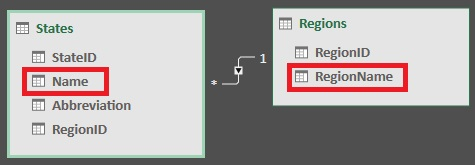 States
StateID
Name
Abbreviation
RegionID
* 1
Regions
RegionID
RegionName